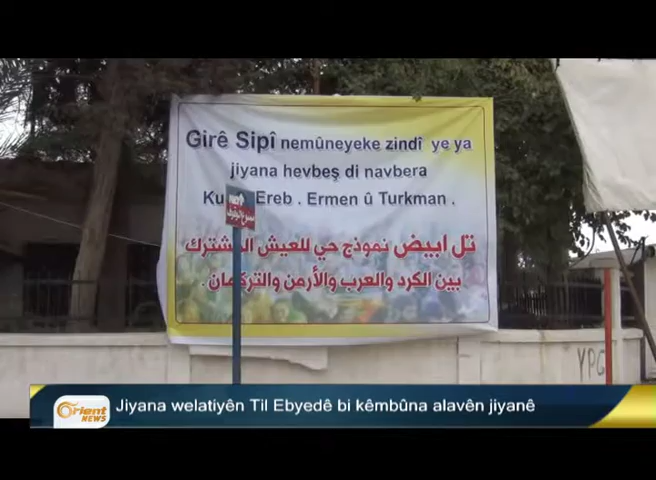 Girê Sipî nemûneyeke zindî ye ya
jiyana hevbeş di navbera
Ereb . Ermen û Turkman .
تل ابيض نموذج حي للعيش المشترك
بين الكرد والعرب والأرمن والتركمان .
YPG
Orient
NEWS
Jiyana welatiyên Til Ebyedê bi kêmbûna alavên jiyanê